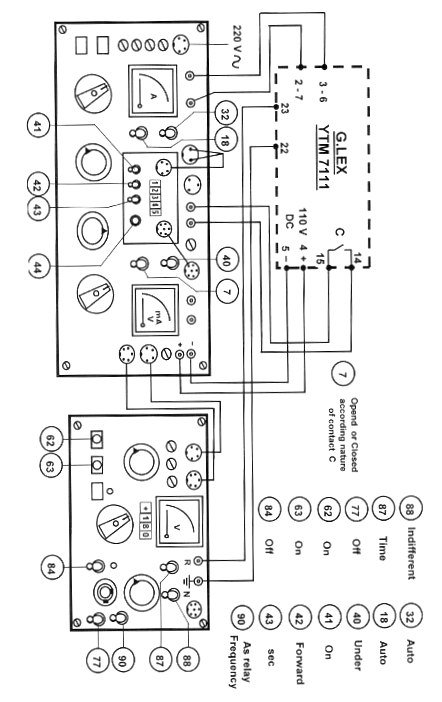 88 Indifferent
87 Time
77 Off
62 On
63 On
84 Off
32 Auto
18 Auto
40 Under
41 On
42 Forward
43 sec
90 As relay
Frequency
7 Opend or Closed
according nature
of contact C
G.LEX
YTM 7111
3 - 6
2 - 7
23
22
C
14
15
110 V
DC
4 +
5 −
220 V
32
18
A
12345
40
7
mA
V
+
−
41
42
43
44
R
N
V
+180
88
87
90
77
62
63
84